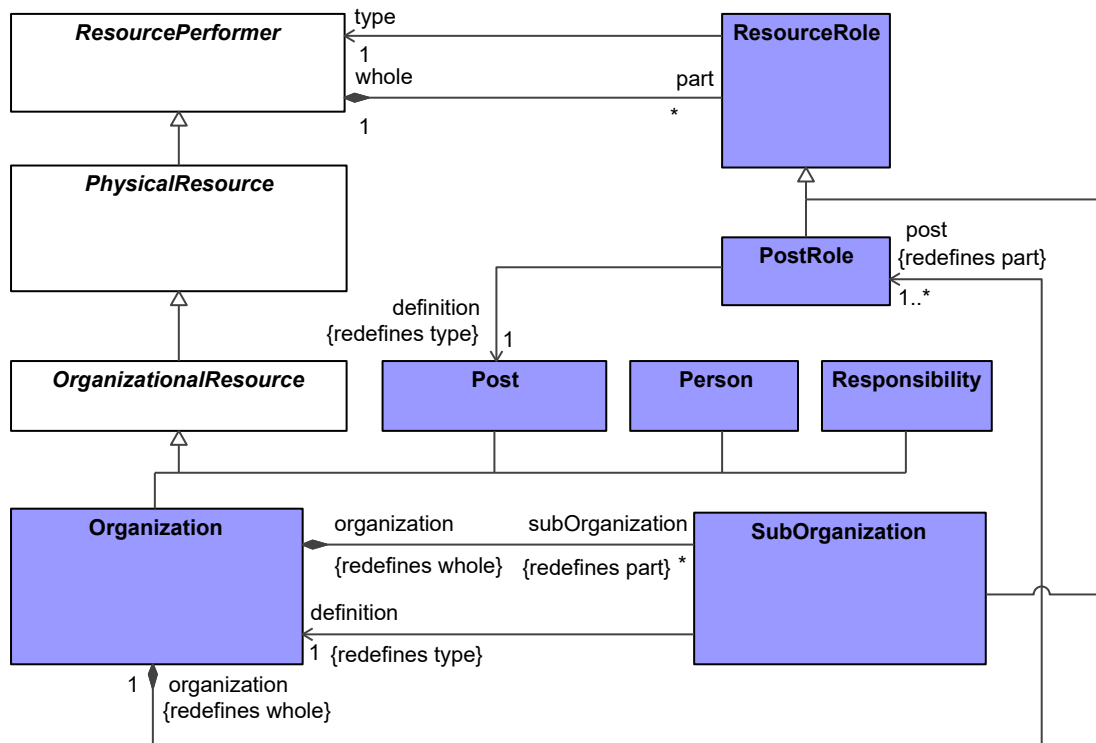 ResourcePerformer
type
1
ResourceRole
whole
1
part
*
PhysicalResource
PostRole
post
{redefines part}
1..*
definition
{redefines type}
1
OrganizationalResource
Post
Person
Responsibility
Organization
organization
{redefines whole}
subOrganization
{redefines part}
*
SubOrganization
definition
1
{redefines type}
1
organization
{redefines whole}